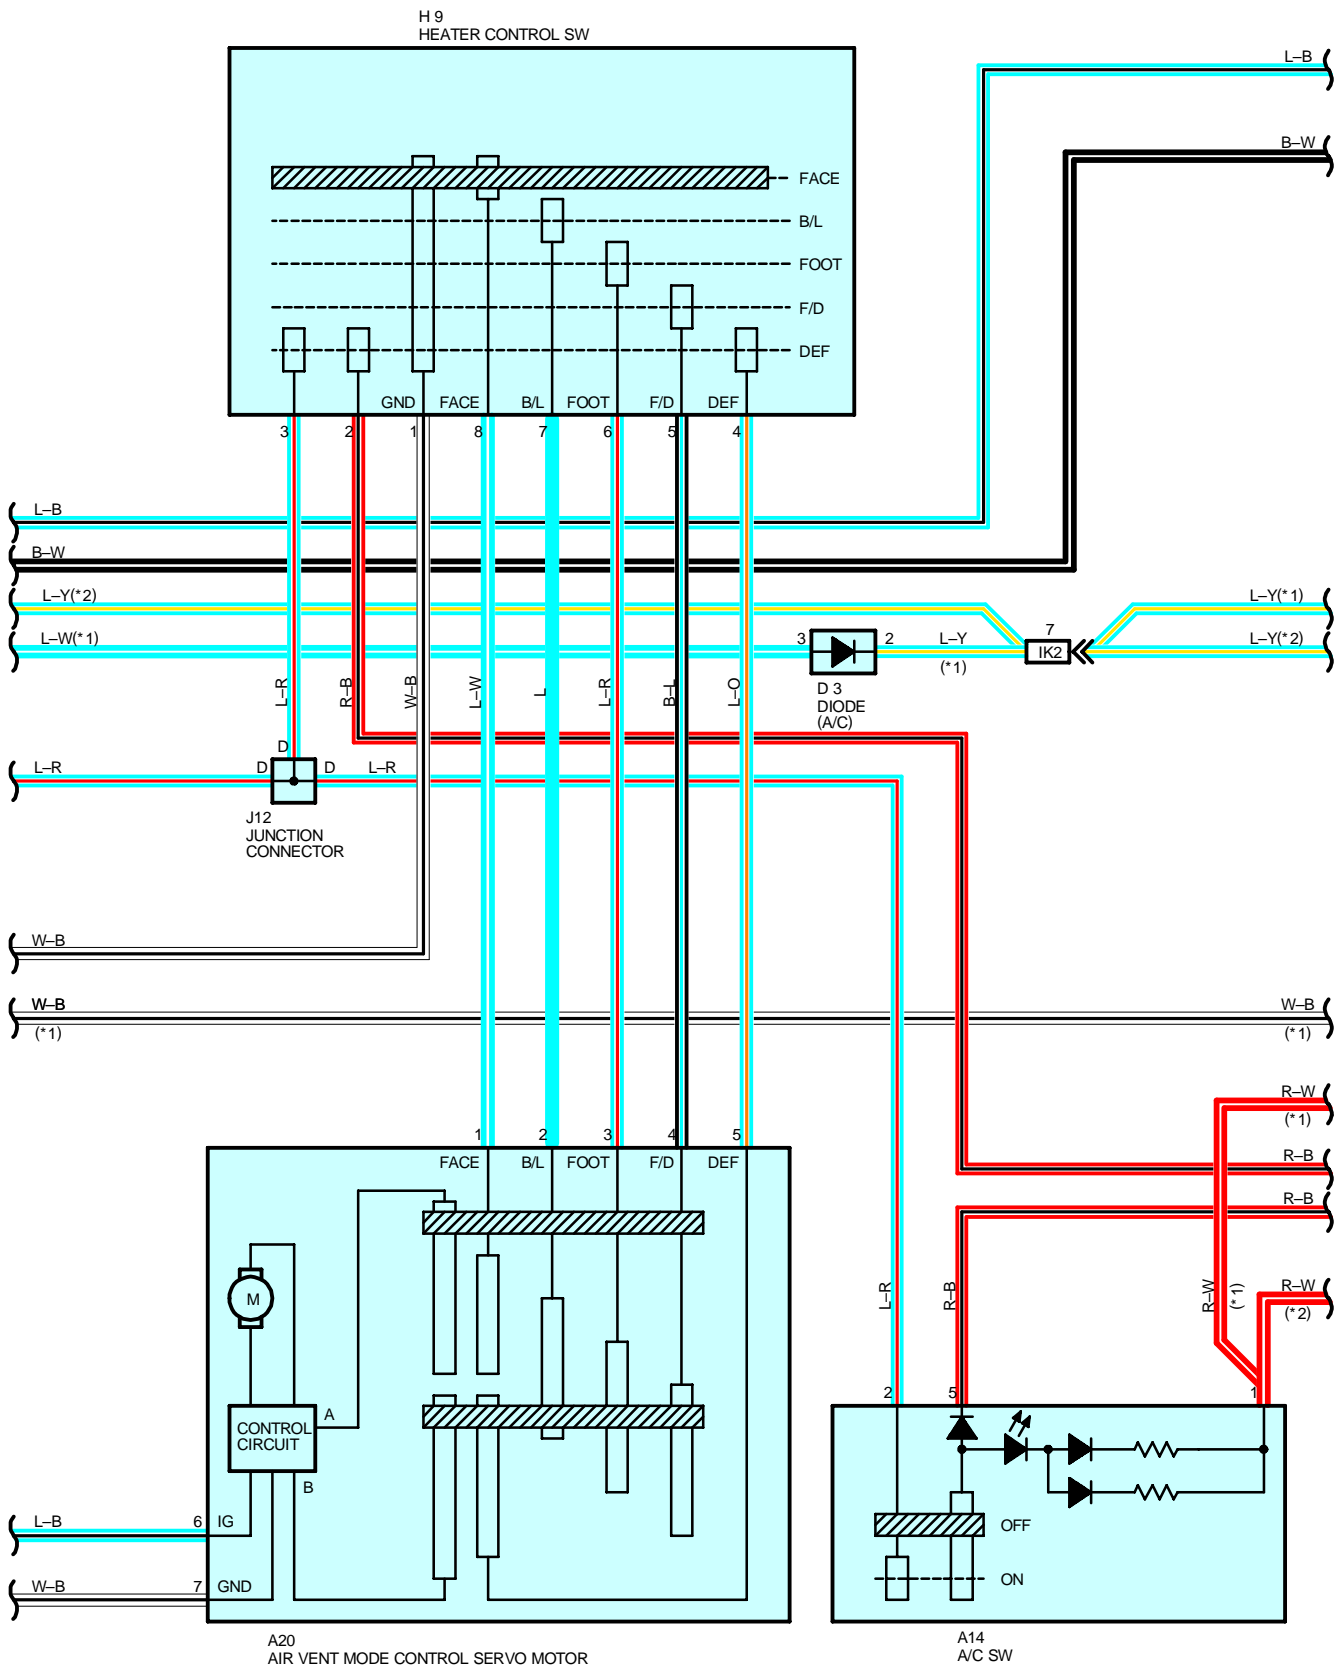 H 9
HEATER CONTROL SW
L–B
B–W
FACE
B/L
FOOT
F/D
DEF
GND FACE B/L FOOT F/D DEF
3 2 1 8 7 6 5 4
L–B
B–W
L–Y(*2)
L–Y(*1)
L–W(*1)
3 2
L–Y
(*1)
7
IK2
L–Y(*2)
D 3
DIODE
(A/C)
L–R
R–B
W–B
L–W
L
L–R
B–L
L–O
D
L–R
D D
L–R
J12
JUNCTION
CONNECTOR
W–B
W–B
(*1)
W–B
(*1)
R–W
(*1)
R–B
R–B
1 2 3 4 5
FACE B/L FOOT F/D DEF
L–R
R–B
R–W
(*1)
R–W
(*2)
M
2 5 1
CONTROL
CIRCUIT
A
B
L–B
6 IG
OFF
ON
W–B
7 GND
A20
AIR VENT MODE CONTROL SERVO MOTOR
A14
A/C SW